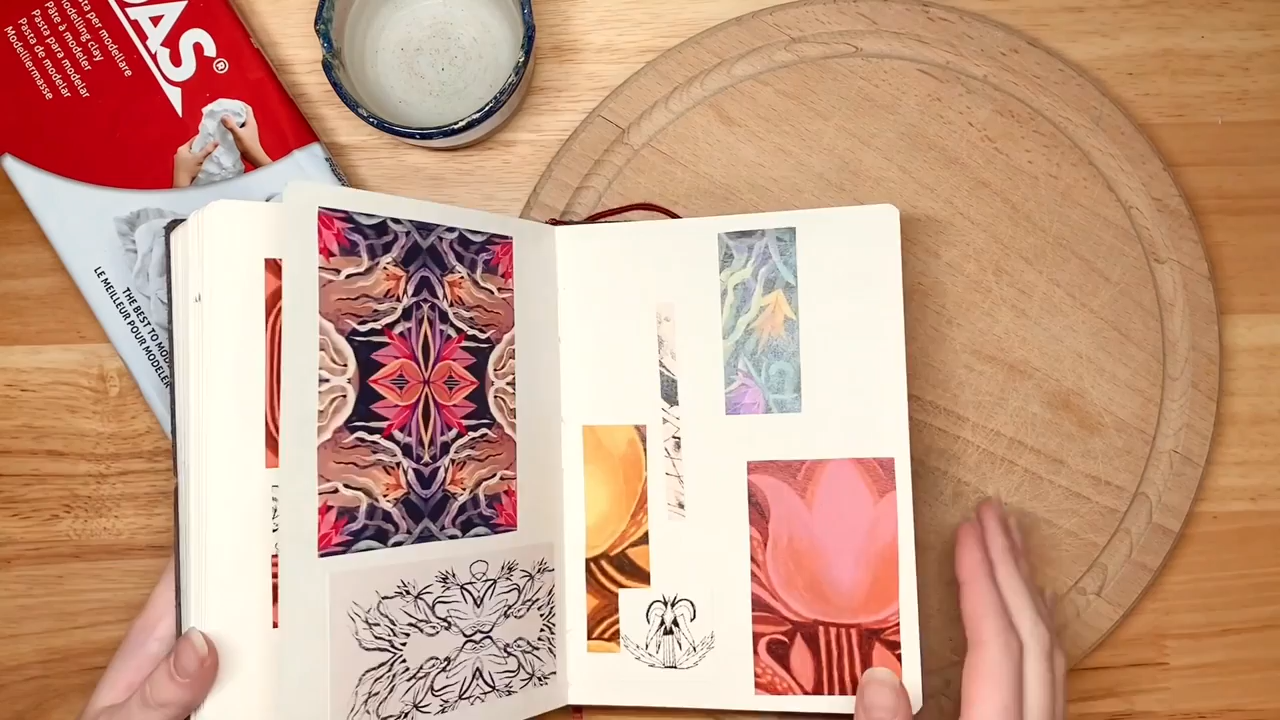 DAS®
ta per modellare
modelling clay
Pâte à modeler
Pasta para modelar
Pasta de modelar
Modelliermasse
THE BEST TO MOD
LE MEILLEUR POUR MODELER